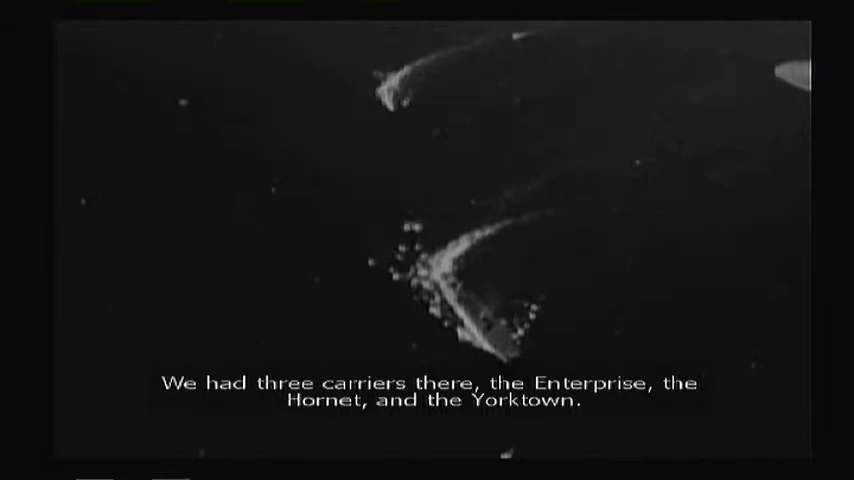 We had three carriers there, the Enterprise, the
Hornet, and the Yorktown.